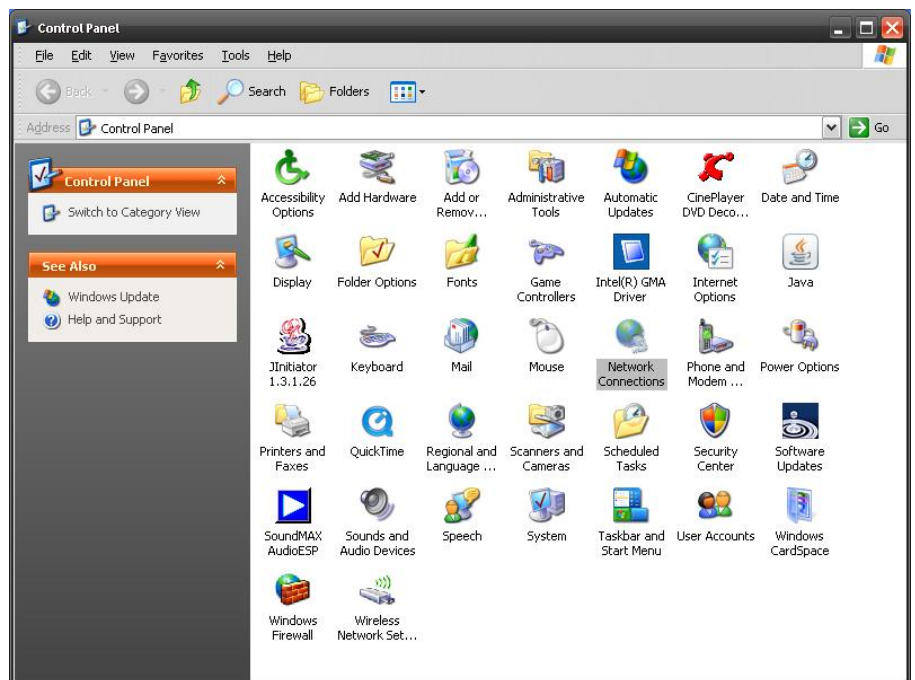 Control Panel
File Edit View Favorites Tools Help
Back Search Folders
Address Control Panel Go
Control Panel
Switch to Category View
See Also
Windows Update
Help and Support
Accessibility Options
Add Hardware
Add or Remov...
Administrative Tools
Automatic Updates
CinePlayer DVD Deco...
Date and Time
Display
Folder Options
Fonts
Game Controllers
Intel(R) GMA Driver
Internet Options
Java
JInitiator 1.3.1.26
Keyboard
Mail
Mouse
Network Connections
Phone and Modem ...
Power Options
Printers and Faxes
QuickTime
Regional and Language ...
Scanners and Cameras
Scheduled Tasks
Security Center
Software Updates
SoundMAX AudioESP
Sounds and Audio Devices
Speech
System
Taskbar and Start Menu
User Accounts
Windows CardSpace
Windows Firewall
Wireless Network Set...